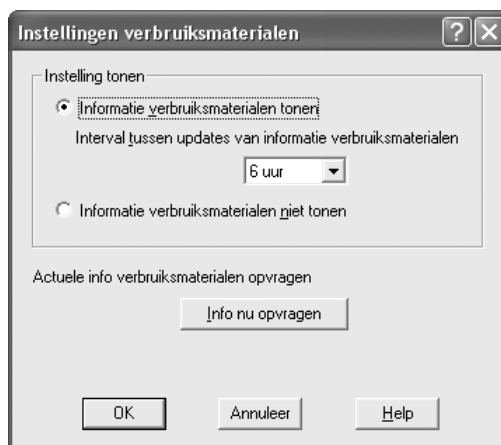 Instellingen verbruiksmaterialen
Instelling tonen
Informatie verbruiksmaterialen tonen
Interval tussen updates van informatie verbruiksmaterialen
6 uur
Informatie verbruiksmaterialen niet tonen
Actuele info verbruiksmaterialen opvragen
Info nu opvragen
OK Annuleer Help